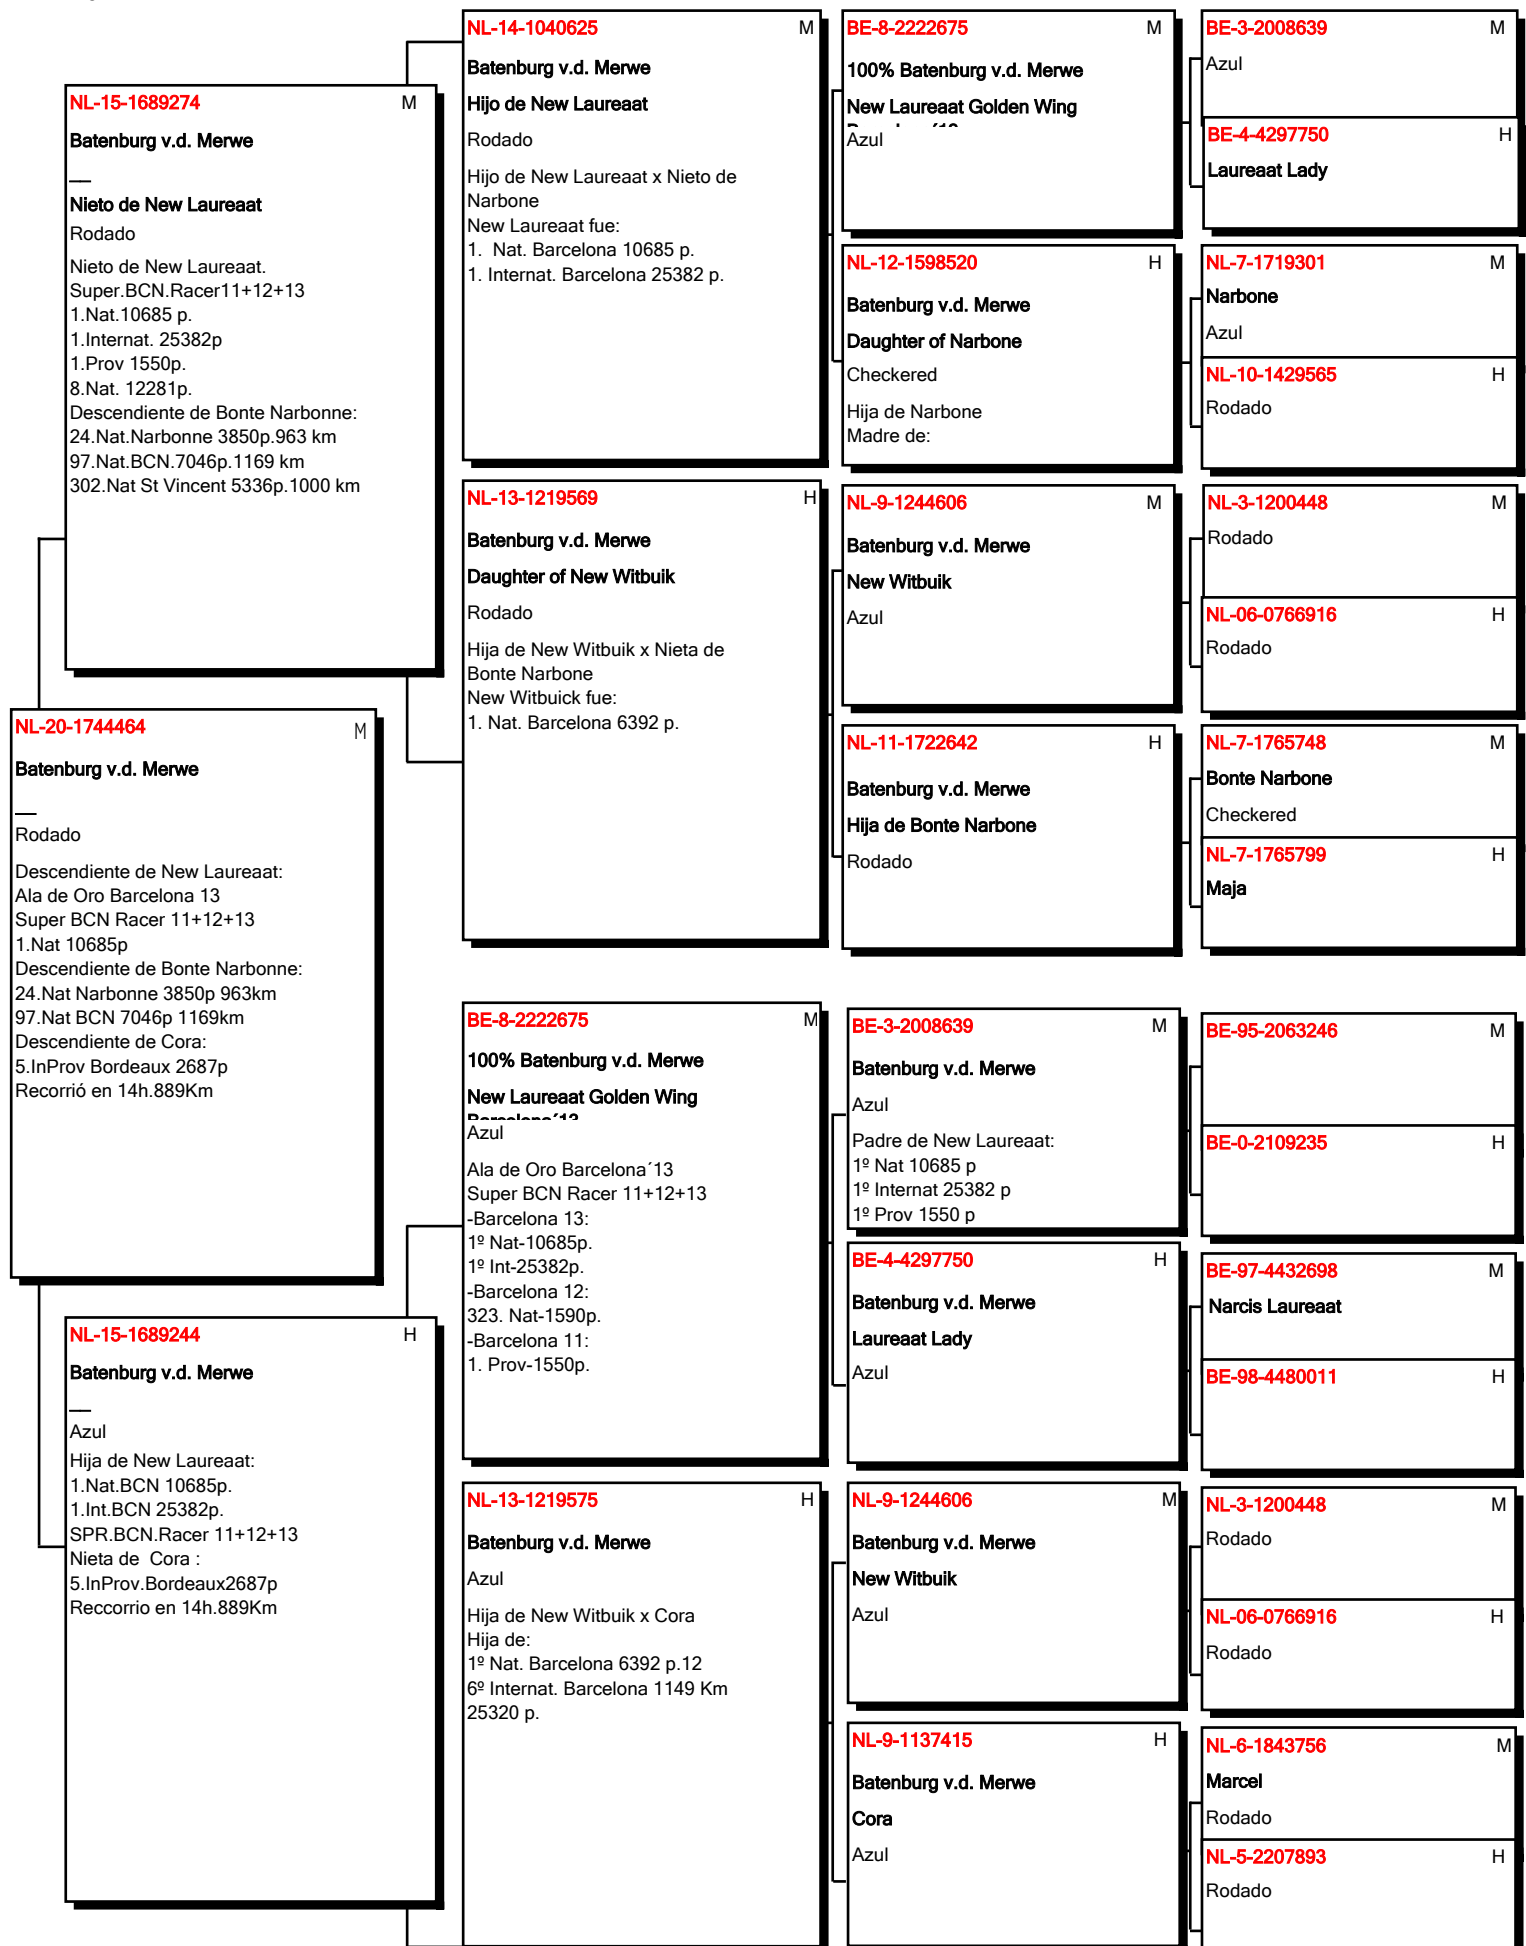 NL-20-1744464 M
Batenburg v.d. Merwe
__
Rodado
Descendiente de New Laureaat:
Ala de Oro Barcelona 13
Super BCN Racer 11+12+13
1.Nat 10685p
Descendiente de Bonte Narbonne:
24.Nat Narbonne 3850p 963km
97.Nat BCN 7046p 1169km
Descendiente de Cora:
5.InProv Bordeaux 2687p
Recorrió en 14h.889Km
NL-15-1689274 M
Batenburg v.d. Merwe
__
Nieto de New Laureaat
Rodado
Nieto de New Laureaat.
Super.BCN.Racer11+12+13
1.Nat.10685 p.
1.Internat. 25382p
1.Prov 1550p.
8.Nat. 12281p.
Descendiente de Bonte Narbonne:
24.Nat.Narbonne 3850p.963 km
97.Nat.BCN.7046p.1169 km
302.Nat St Vincent 5336p.1000 km
NL-15-1689244 H
Batenburg v.d. Merwe
__
Azul
Hija de New Laureaat:
1.Nat.BCN 10685p.
1.Int.BCN 25382p.
SPR.BCN.Racer 11+12+13
Nieta de  Cora :
5.InProv.Bordeaux2687p
Reccorrio en 14h.889Km
NL-14-1040625 M
Batenburg v.d. Merwe
Hijo de New Laureaat
Rodado
Hijo de New Laureaat x Nieto de
Narbone
New Laureaat fue:
1.  Nat. Barcelona 10685 p.
1. Internat. Barcelona 25382 p.
NL-13-1219569 H
Batenburg v.d. Merwe
Daughter of New Witbuik
Rodado
Hija de New Witbuik x Nieta de
Bonte Narbone
New Witbuick fue:
1. Nat. Barcelona 6392 p.
BE-8-2222675 M
100% Batenburg v.d. Merwe
New Laureaat Golden Wing
Barcelona´13
Azul
Ala de Oro Barcelona´13
Super BCN Racer 11+12+13
-Barcelona 13:
1º Nat-10685p.
1º Int-25382p.
-Barcelona 12:
323. Nat-1590p.
-Barcelona 11:
1. Prov-1550p.
NL-13-1219575 H
Batenburg v.d. Merwe
Azul
Hija de New Witbuik x Cora
Hija de:
1º Nat. Barcelona 6392 p.12
6º Internat. Barcelona 1149 Km
25320 p.
BE-8-2222675 M
100% Batenburg v.d. Merwe
New Laureaat Golden Wing
Azul
NL-12-1598520 H
Batenburg v.d. Merwe
Daughter of Narbone
Checkered
Hija de Narbone
Madre de:
NL-9-1244606 M
Batenburg v.d. Merwe
New Witbuik
Azul
NL-11-1722642 H
Batenburg v.d. Merwe
Hija de Bonte Narbone
Rodado
BE-3-2008639 M
Batenburg v.d. Merwe
Azul
Padre de New Laureaat:
1º Nat 10685 p
1º Internat 25382 p
1º Prov 1550 p
BE-4-4297750 H
Batenburg v.d. Merwe
Laureaat Lady
Azul
NL-9-1244606 M
Batenburg v.d. Merwe
New Witbuik
Azul
NL-9-1137415 H
Batenburg v.d. Merwe
Cora
Azul
BE-3-2008639 M
Azul
BE-4-4297750 H
Laureaat Lady
NL-7-1719301 M
Narbone
Azul
NL-10-1429565 H
Rodado
NL-3-1200448 M
Rodado
NL-06-0766916 H
Rodado
NL-7-1765748 M
Bonte Narbone
Checkered
NL-7-1765799 H
Maja
BE-95-2063246 M
BE-0-2109235 H
BE-97-4432698 M
Narcis Laureaat
BE-98-4480011 H
NL-3-1200448 M
Rodado
NL-06-0766916 H
Rodado
NL-6-1843756 M
Marcel
Rodado
NL-5-2207893 H
Rodado